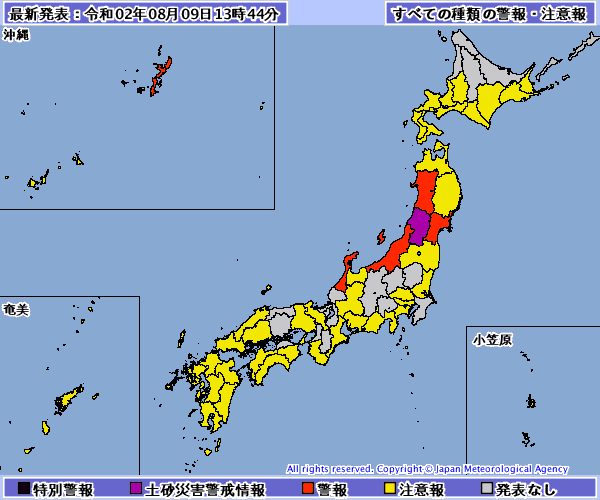 最新発表：令和02年08月09日13時44分
すべての種類の警報・注意報
沖縄
奄美
小笠原
All rights reserved. Copyright © Japan Meteorological Agency
特別警報 土砂災害警戒情報 警報 注意報 発表なし